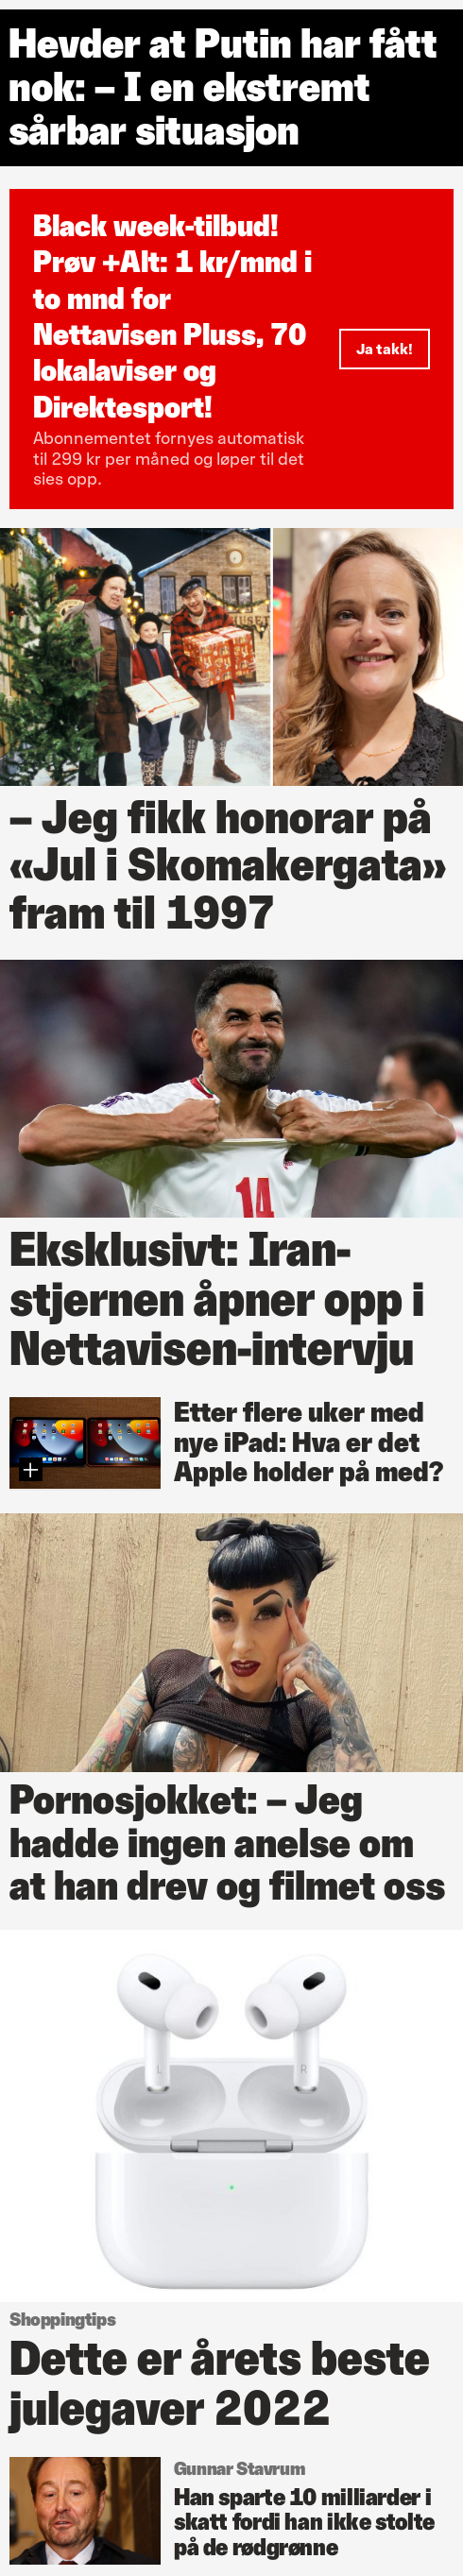 Hevder at Putin har fått
nok: – I en ekstremt
sårbar situasjon
Black week-tilbud!
Prøv +Alt: 1 kr/mnd i
to mnd for
Nettavisen Pluss, 70
lokalaviser og
Direktesport!
Ja takk!
Abonnementet fornyes automatisk
til 299 kr per måned og løper til det
sies opp.
– Jeg fikk honorar på
«Jul i Skomakergata»
fram til 1997
14
Eksklusivt: Iran-
stjernen åpner opp i
Nettavisen-intervju
Etter flere uker med
nye iPad: Hva er det
Apple holder på med?
Pornosjokket: – Jeg
hadde ingen anelse om
at han drev og filmet oss
L R
Shoppingtips
Dette er årets beste
julegaver 2022
Gunnar Stavrum
Han sparte 10 milliarder i
skatt fordi han ikke stolte
på de rødgrønne